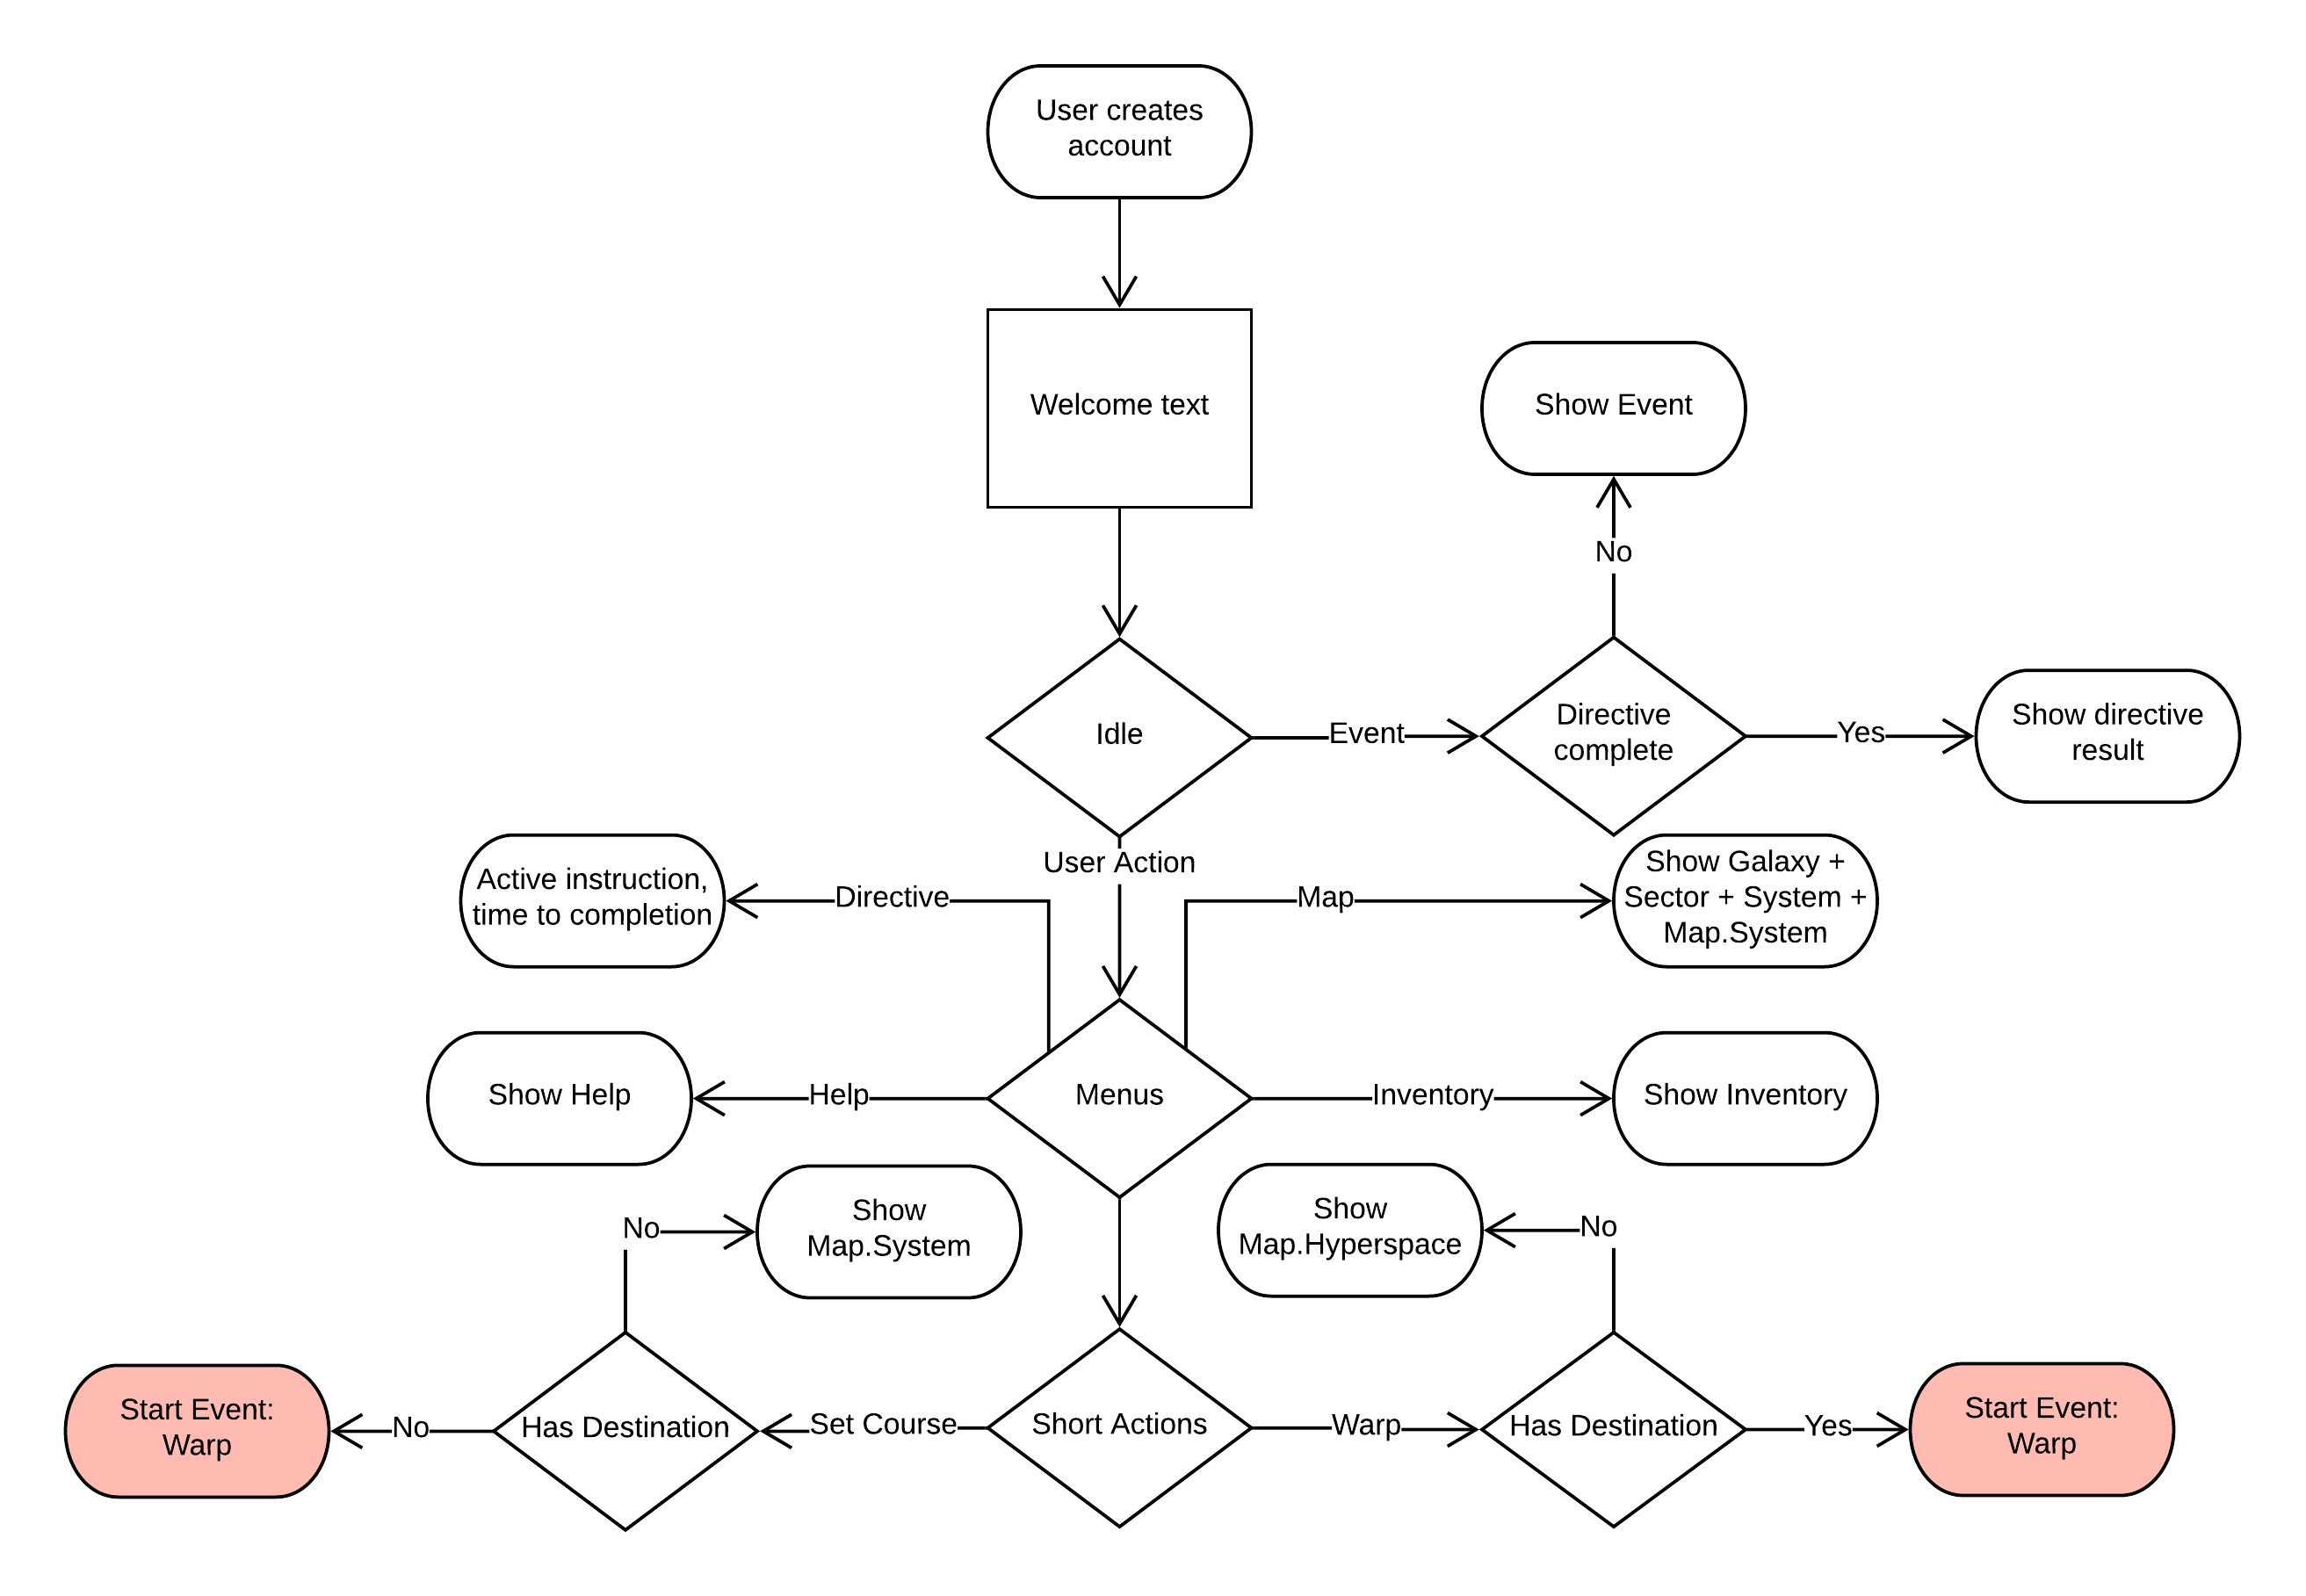 User creates
account
Welcome text
Show Event
No
Idle
Event
Directive
complete
Yes
Show directive
result
User Action
Active instruction,
time to completion
Directive
Map
Show Galaxy +
Sector + System +
Map.System
Show Help
Help
Menus
Inventory
Show Inventory
No
Show
Map.System
Show
Map.Hyperspace
No
Start Event:
Warp
No
Has Destination
Set Course
Short Actions
Warp
Has Destination
Yes
Start Event:
Warp